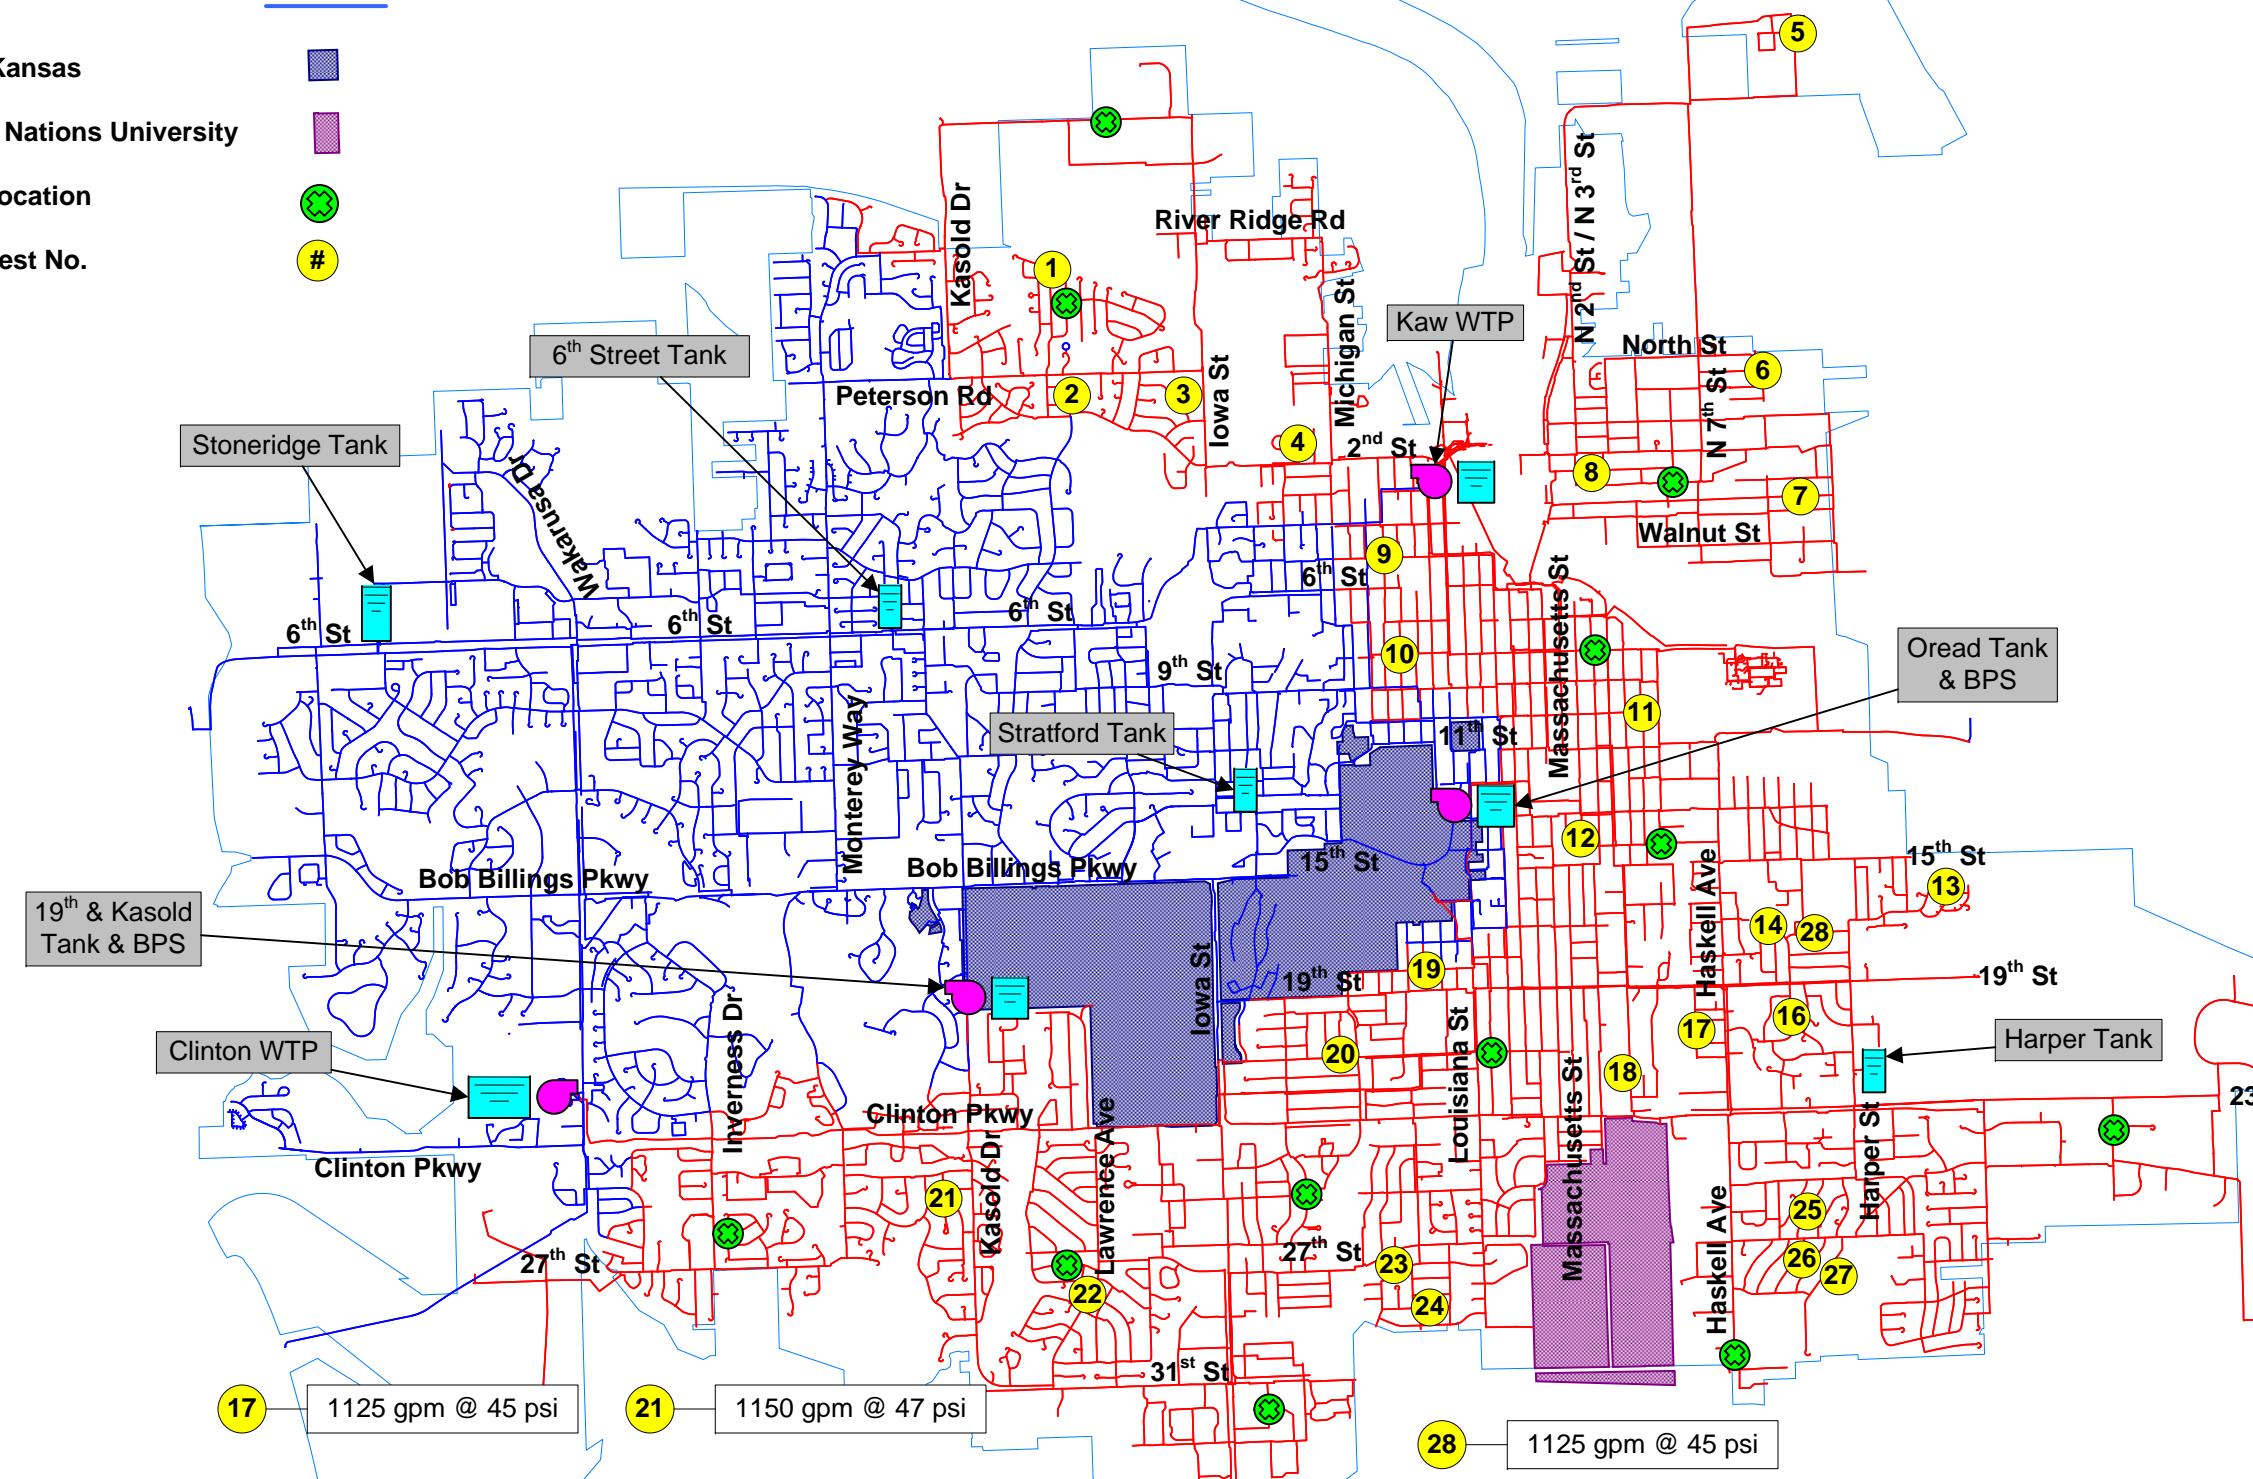 Kansas
Nations University
ocation
est No.
#
5
Kasold Dr
River Ridge Rd
N 2nd St / N 3rd St
1
Michigan St
Kaw WTP
6th Street Tank
North St
6
Peterson Rd
2
3
Iowa St
N 7th St
Stoneridge Tank
4
2nd St
8
7
Wakarusa Dr
Walnut St
9
6th St
6th St
6th St
6th St
Massachusetts St
10
9th St
Oread Tank
& BPS
11
Monterey Way
Stratford Tank
11th St
12
15th St
15th St
Bob Billings Pkwy
Bob Billings Pkwy
13
19th & Kasold
Tank & BPS
Haskell Ave
14
28
19
19th St
19th St
Iowa St
Inverness Dr
Louisiana St
16
17
20
Harper Tank
Clinton WTP
18
Massachusetts St
23
Clinton Pkwy
Clinton Pkwy
Kasold Dr
Lawrence Ave
Harper St
21
25
27th St
27th St
23
26
27
Haskell Ave
22
24
31st St
17
1125 gpm @ 45 psi
21
1150 gpm @ 47 psi
28
1125 gpm @ 45 psi